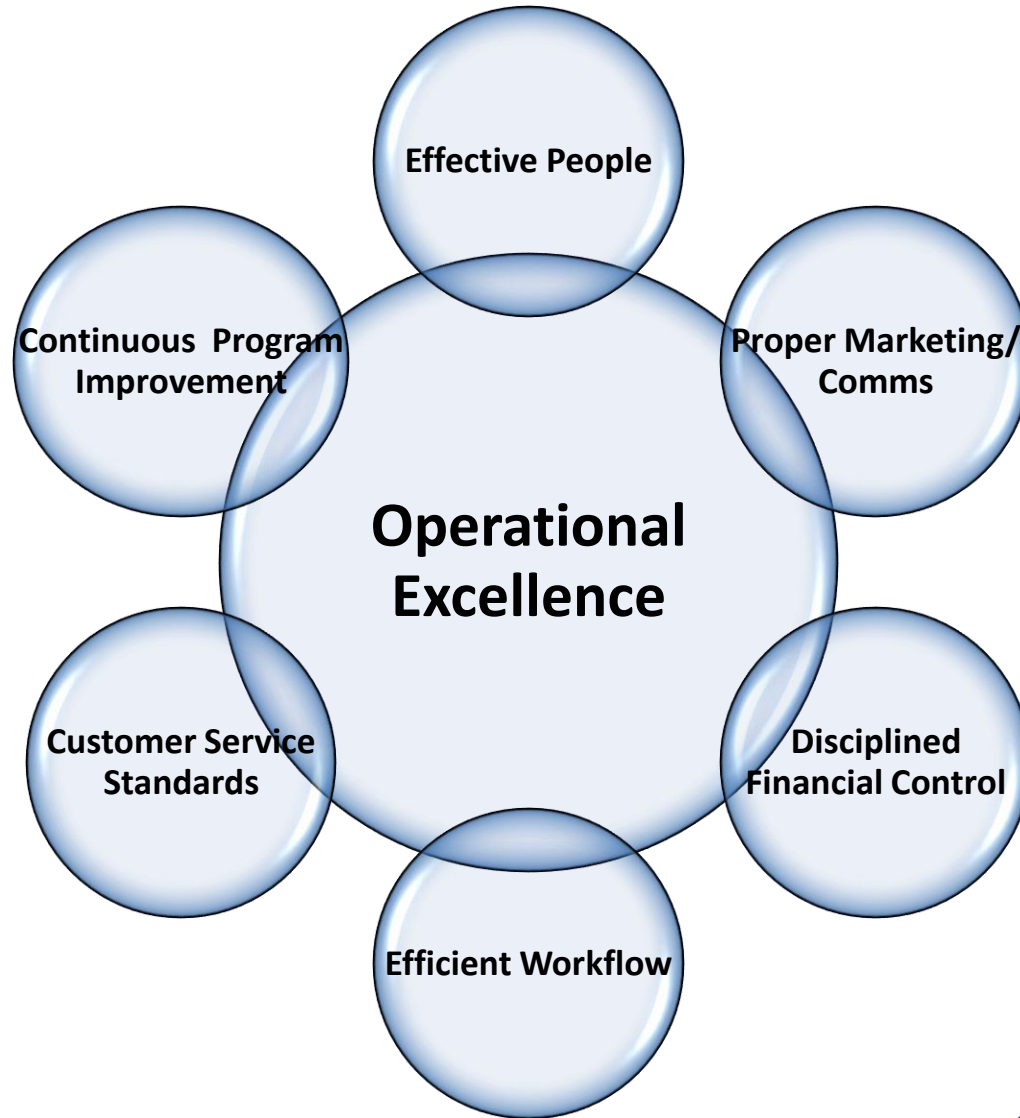 Effective People
Continuous Program
Improvement
Proper Marketing/
Comms
Operational
Excellence
Customer Service
Standards
Disciplined
Financial Control
Efficient Workflow